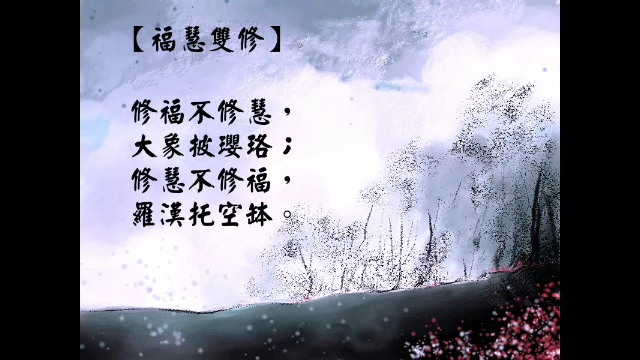 【福慧雙修】
修福不修慧，
大象披瓔珞；
修慧不修福，
羅漢托空鉢。